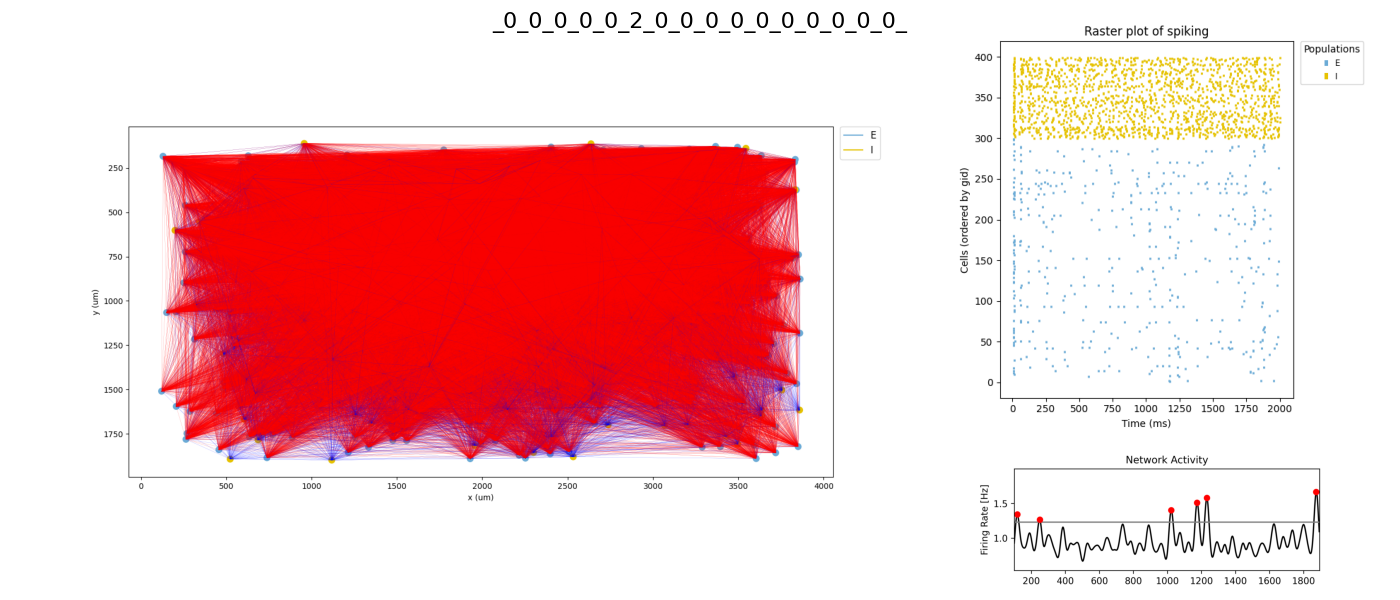 _0_0_0_0_0_2_0_0_0_0_0_0_0_0_0_0_
E
I
y (um)
250
500
750
1000
1250
1500
1750
0 500 1000 1500 2000 2500 3000 3500 4000
x (um)
Raster plot of spiking
Populations
E
I
Cells (ordered by gid)
400
350
300
250
200
150
100
50
0
0 250 500 750 1000 1250 1500 1750 2000
Time (ms)
Network Activity
Firing Rate [Hz]
1.5
1.0
200 400 600 800 1000 1200 1400 1600 1800